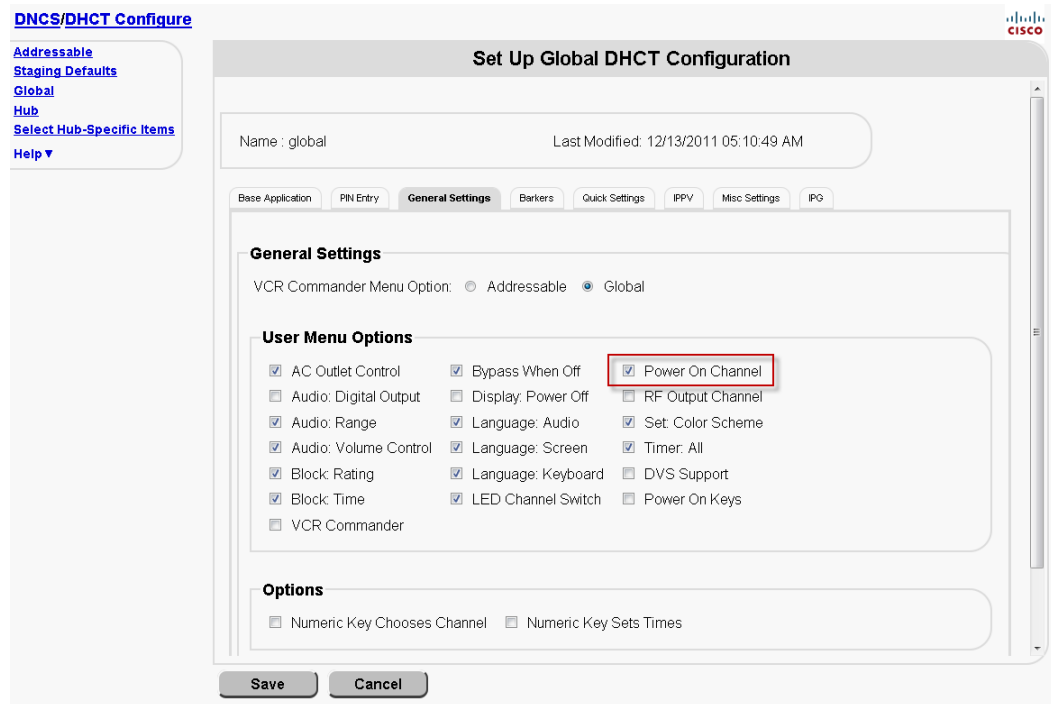 DNCS/DHCT Configure
CISCO
Addressable
Staging Defaults
Global
Hub
Select Hub-Specific Items
Help▼
Set Up Global DHCT Configuration
Name : global Last Modified: 12/13/2011 05:10:49 AM
Base Application PIN Entry General Settings Barkers Quick Settings IPPV Misc Settings IPG
General Settings
VCR Commander Menu Option: Addressable Global
User Menu Options
AC Outlet Control Bypass When Off Power On Channel
Audio: Digital Output Display: Power Off RF Output Channel
Audio: Range Language: Audio Set: Color Scheme
Audio: Volume Control Language: Screen Timer: All
Block: Rating Language: Keyboard DVS Support
Block: Time LED Channel Switch Power On Keys
VCR Commander
Options
Numeric Key Chooses Channel Numeric Key Sets Times
Save Cancel